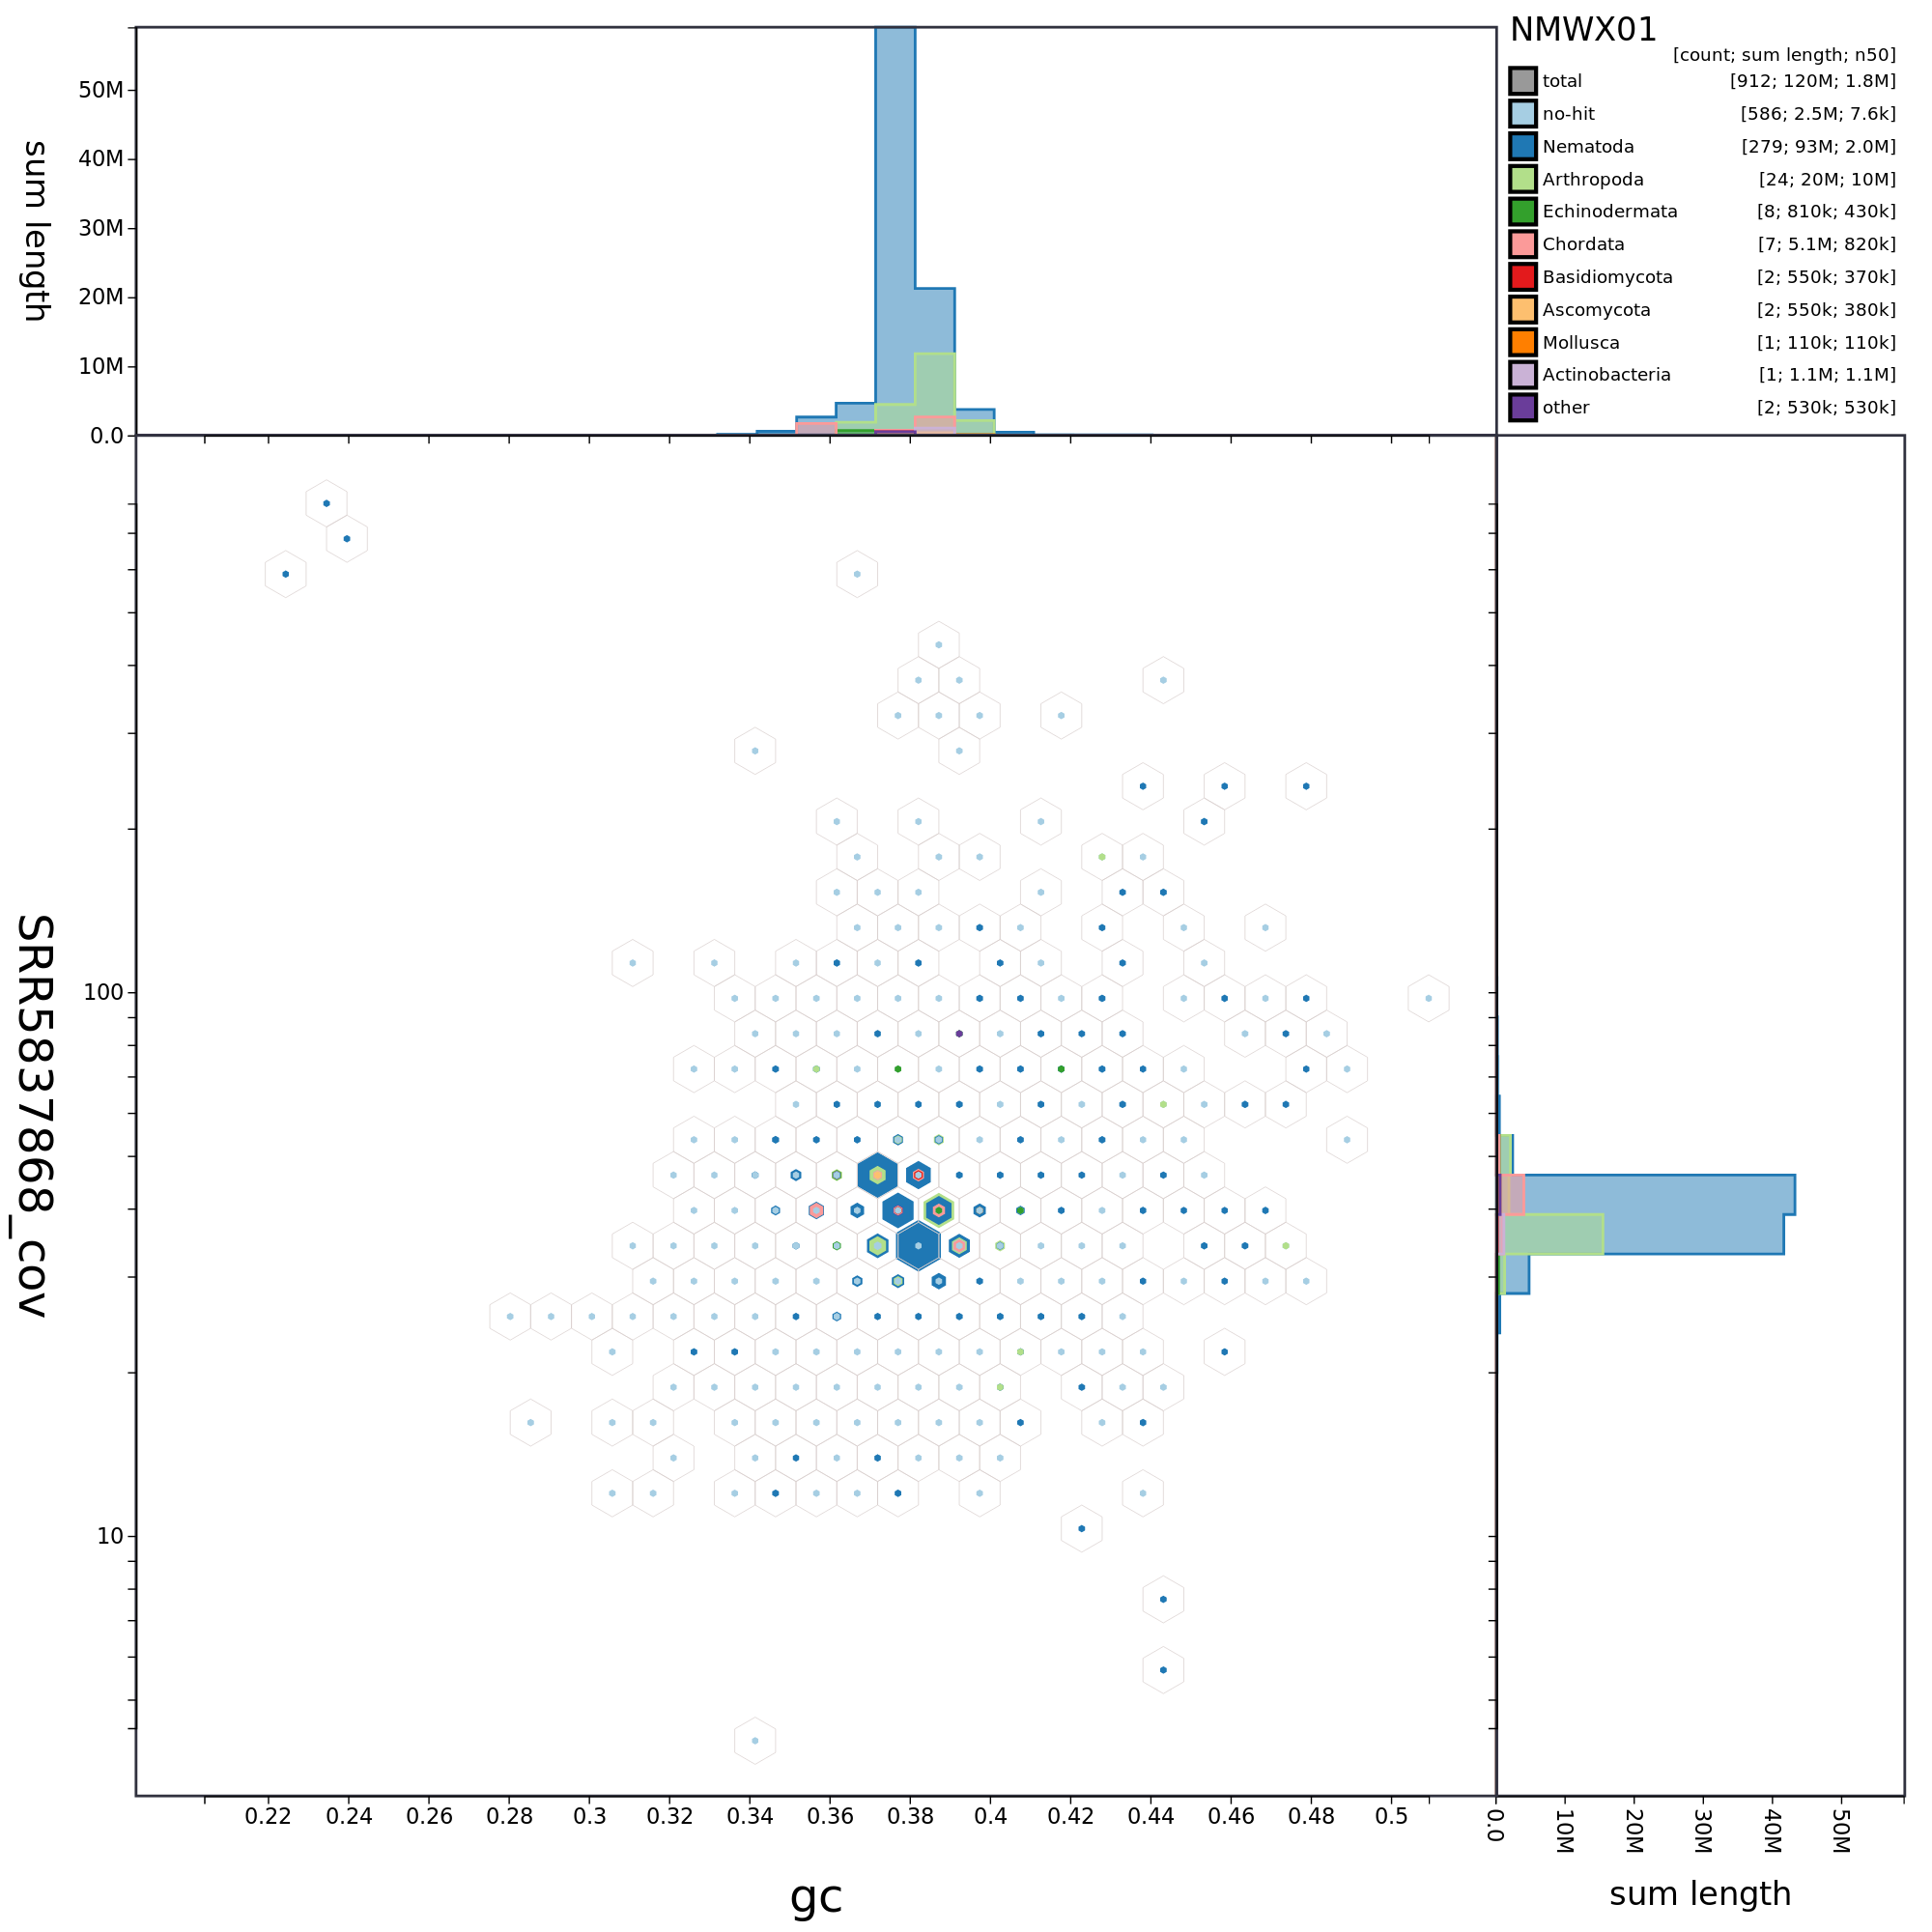 NMWX01
[count; sum length; n50]
total [912; 120M; 1.8M]
no-hit [586; 2.5M; 7.6k]
Nematoda [279; 93M; 2.0M]
Arthropoda [24; 20M; 10M]
Echinodermata [8; 810k; 430k]
Chordata [7; 5.1M; 820k]
Basidiomycota [2; 550k; 370k]
Ascomycota [2; 550k; 380k]
Mollusca [1; 110k; 110k]
Actinobacteria [1; 1.1M; 1.1M]
other [2; 530k; 530k]
sum length
50M
40M
30M
20M
10M
0.0
SRR5837868_cov
100
10
0.22 0.24 0.26 0.28 0.3 0.32 0.34 0.36 0.38 0.4 0.42 0.44 0.46 0.48 0.5
gc
0.0 10M 20M 30M 40M 50M
sum length